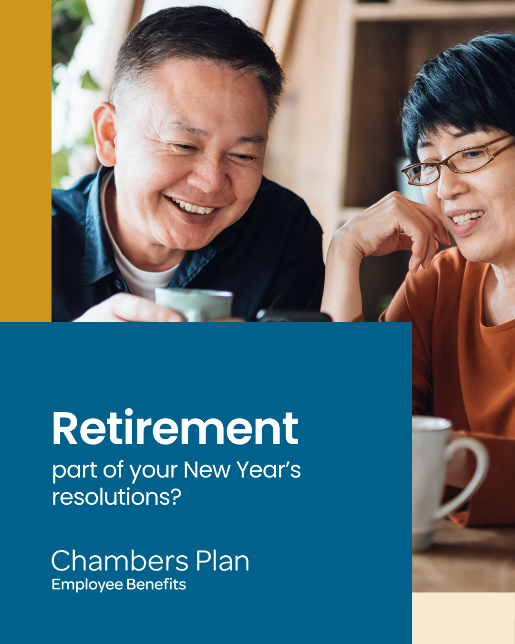 Retirement
part of your New Year's
resolutions?
Chambers Plan
Employee Benefits